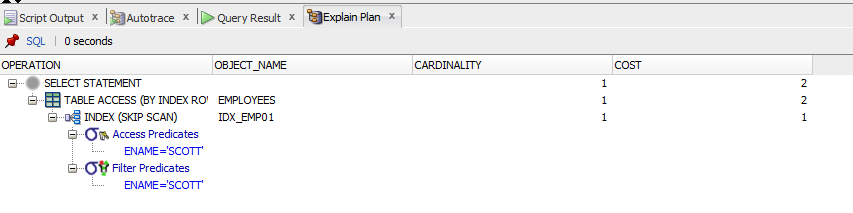 Script Output x Autotrace x Query Result x Explain Plan x
SQL | 0 seconds
OPERATION OBJECT_NAME CARDINALITY COST
SELECT STATEMENT 1 2
TABLE ACCESS (BY INDEX ROW EMPLOYEES 1 2
INDEX (SKIP SCAN) IDX_EMP01 1 1
Access Predicates
ENAME='SCOTT'
Filter Predicates
ENAME='SCOTT'